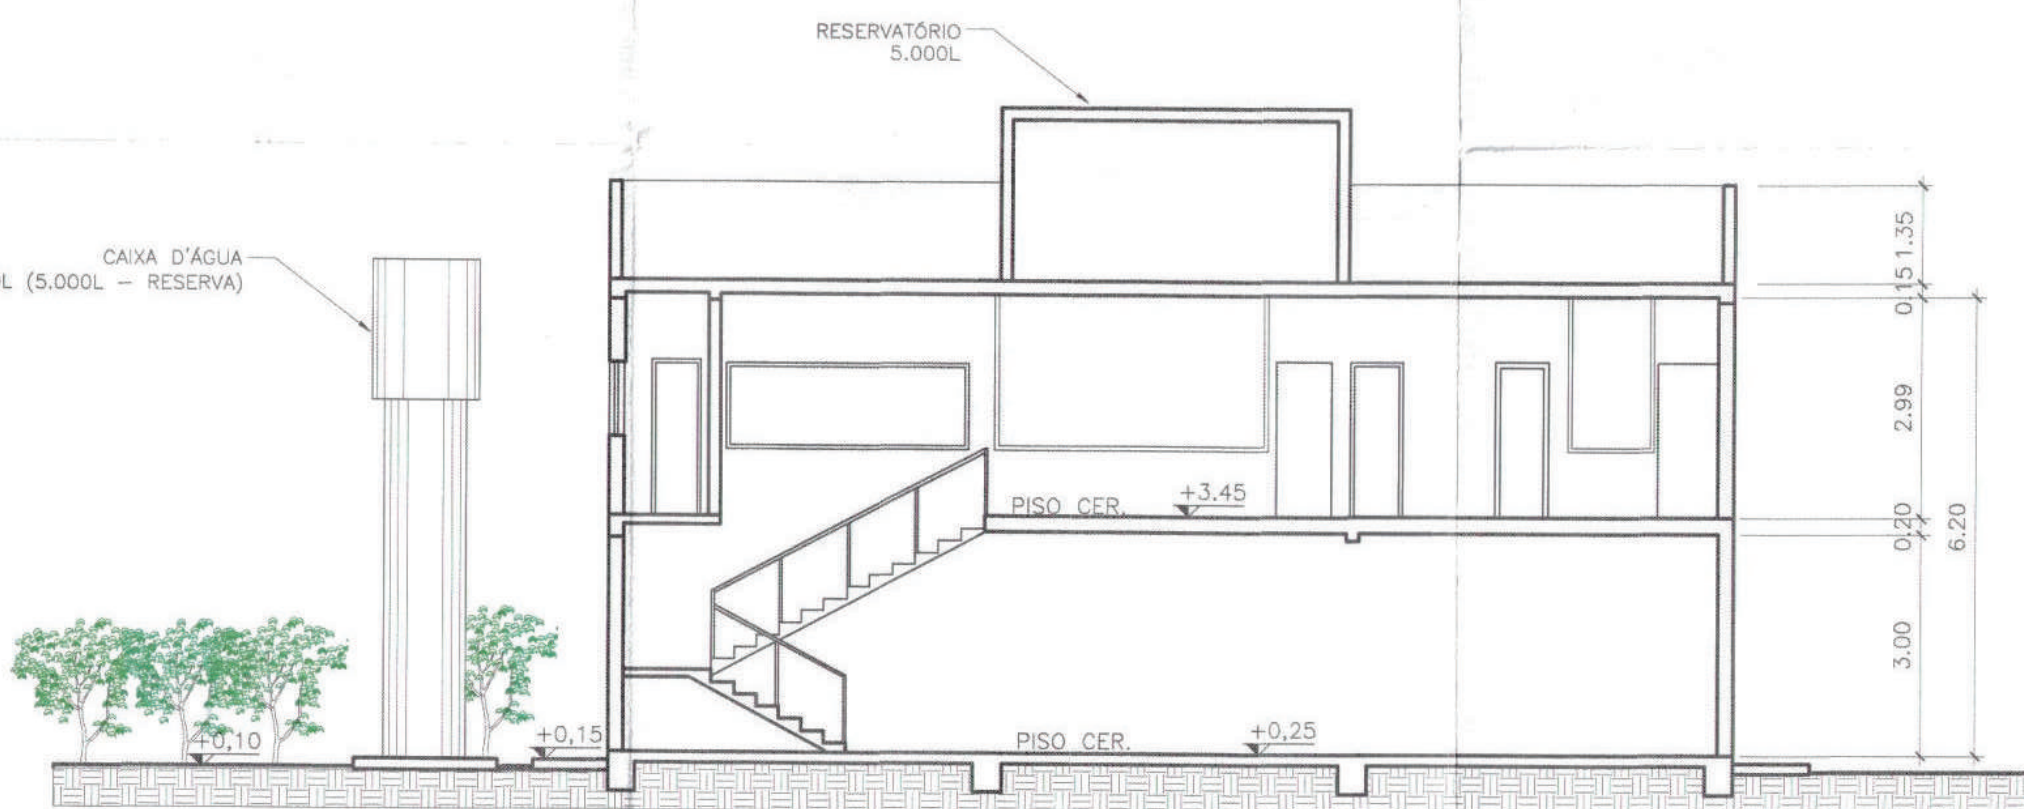 RESERVATÓRIO
5.000L
CAIXA D'ÁGUA
L (5.000L – RESERVA)
1.35
0.15
2.99
PISO CER.
+3.45
0.20
6.20
3.00
+0,10
+0,15
PISO CER.
+0,25